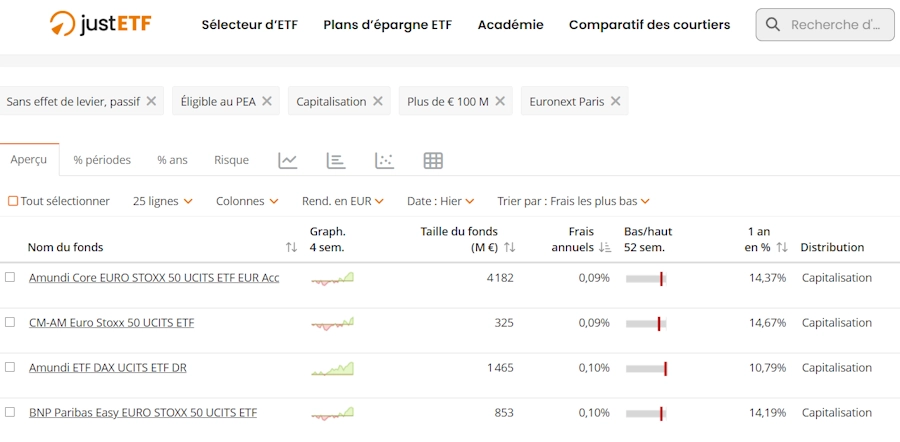 justETF Sélecteur d'ETF Plans d'épargne ETF Académie Comparatif des courtiers Recherche d'...
Sans effet de levier, passif Éligible au PEA Capitalisation Plus de € 100 M Euronext Paris
Aperçu % périodes % ans Risque
Tout sélectionner 25 lignes Colonnes Rend. en EUR Date : Hier Trier par : Frais les plus bas
Graph. Taille du fonds Frais Bas/haut 1 an
Nom du fonds 4 sem. (M €) annuels 52 sem. en % Distribution
Amundi Core EURO STOXX 50 UCITS ETF EUR Acc 4 182 0,09% 14,37% Capitalisation
CM-AM Euro Stoxx 50 UCITS ETF 325 0,09% 14,67% Capitalisation
Amundi ETF DAX UCITS ETF DR 1 465 0,10% 10,79% Capitalisation
BNP Paribas Easy EURO STOXX 50 UCITS ETF 853 0,10% 14,19% Capitalisation